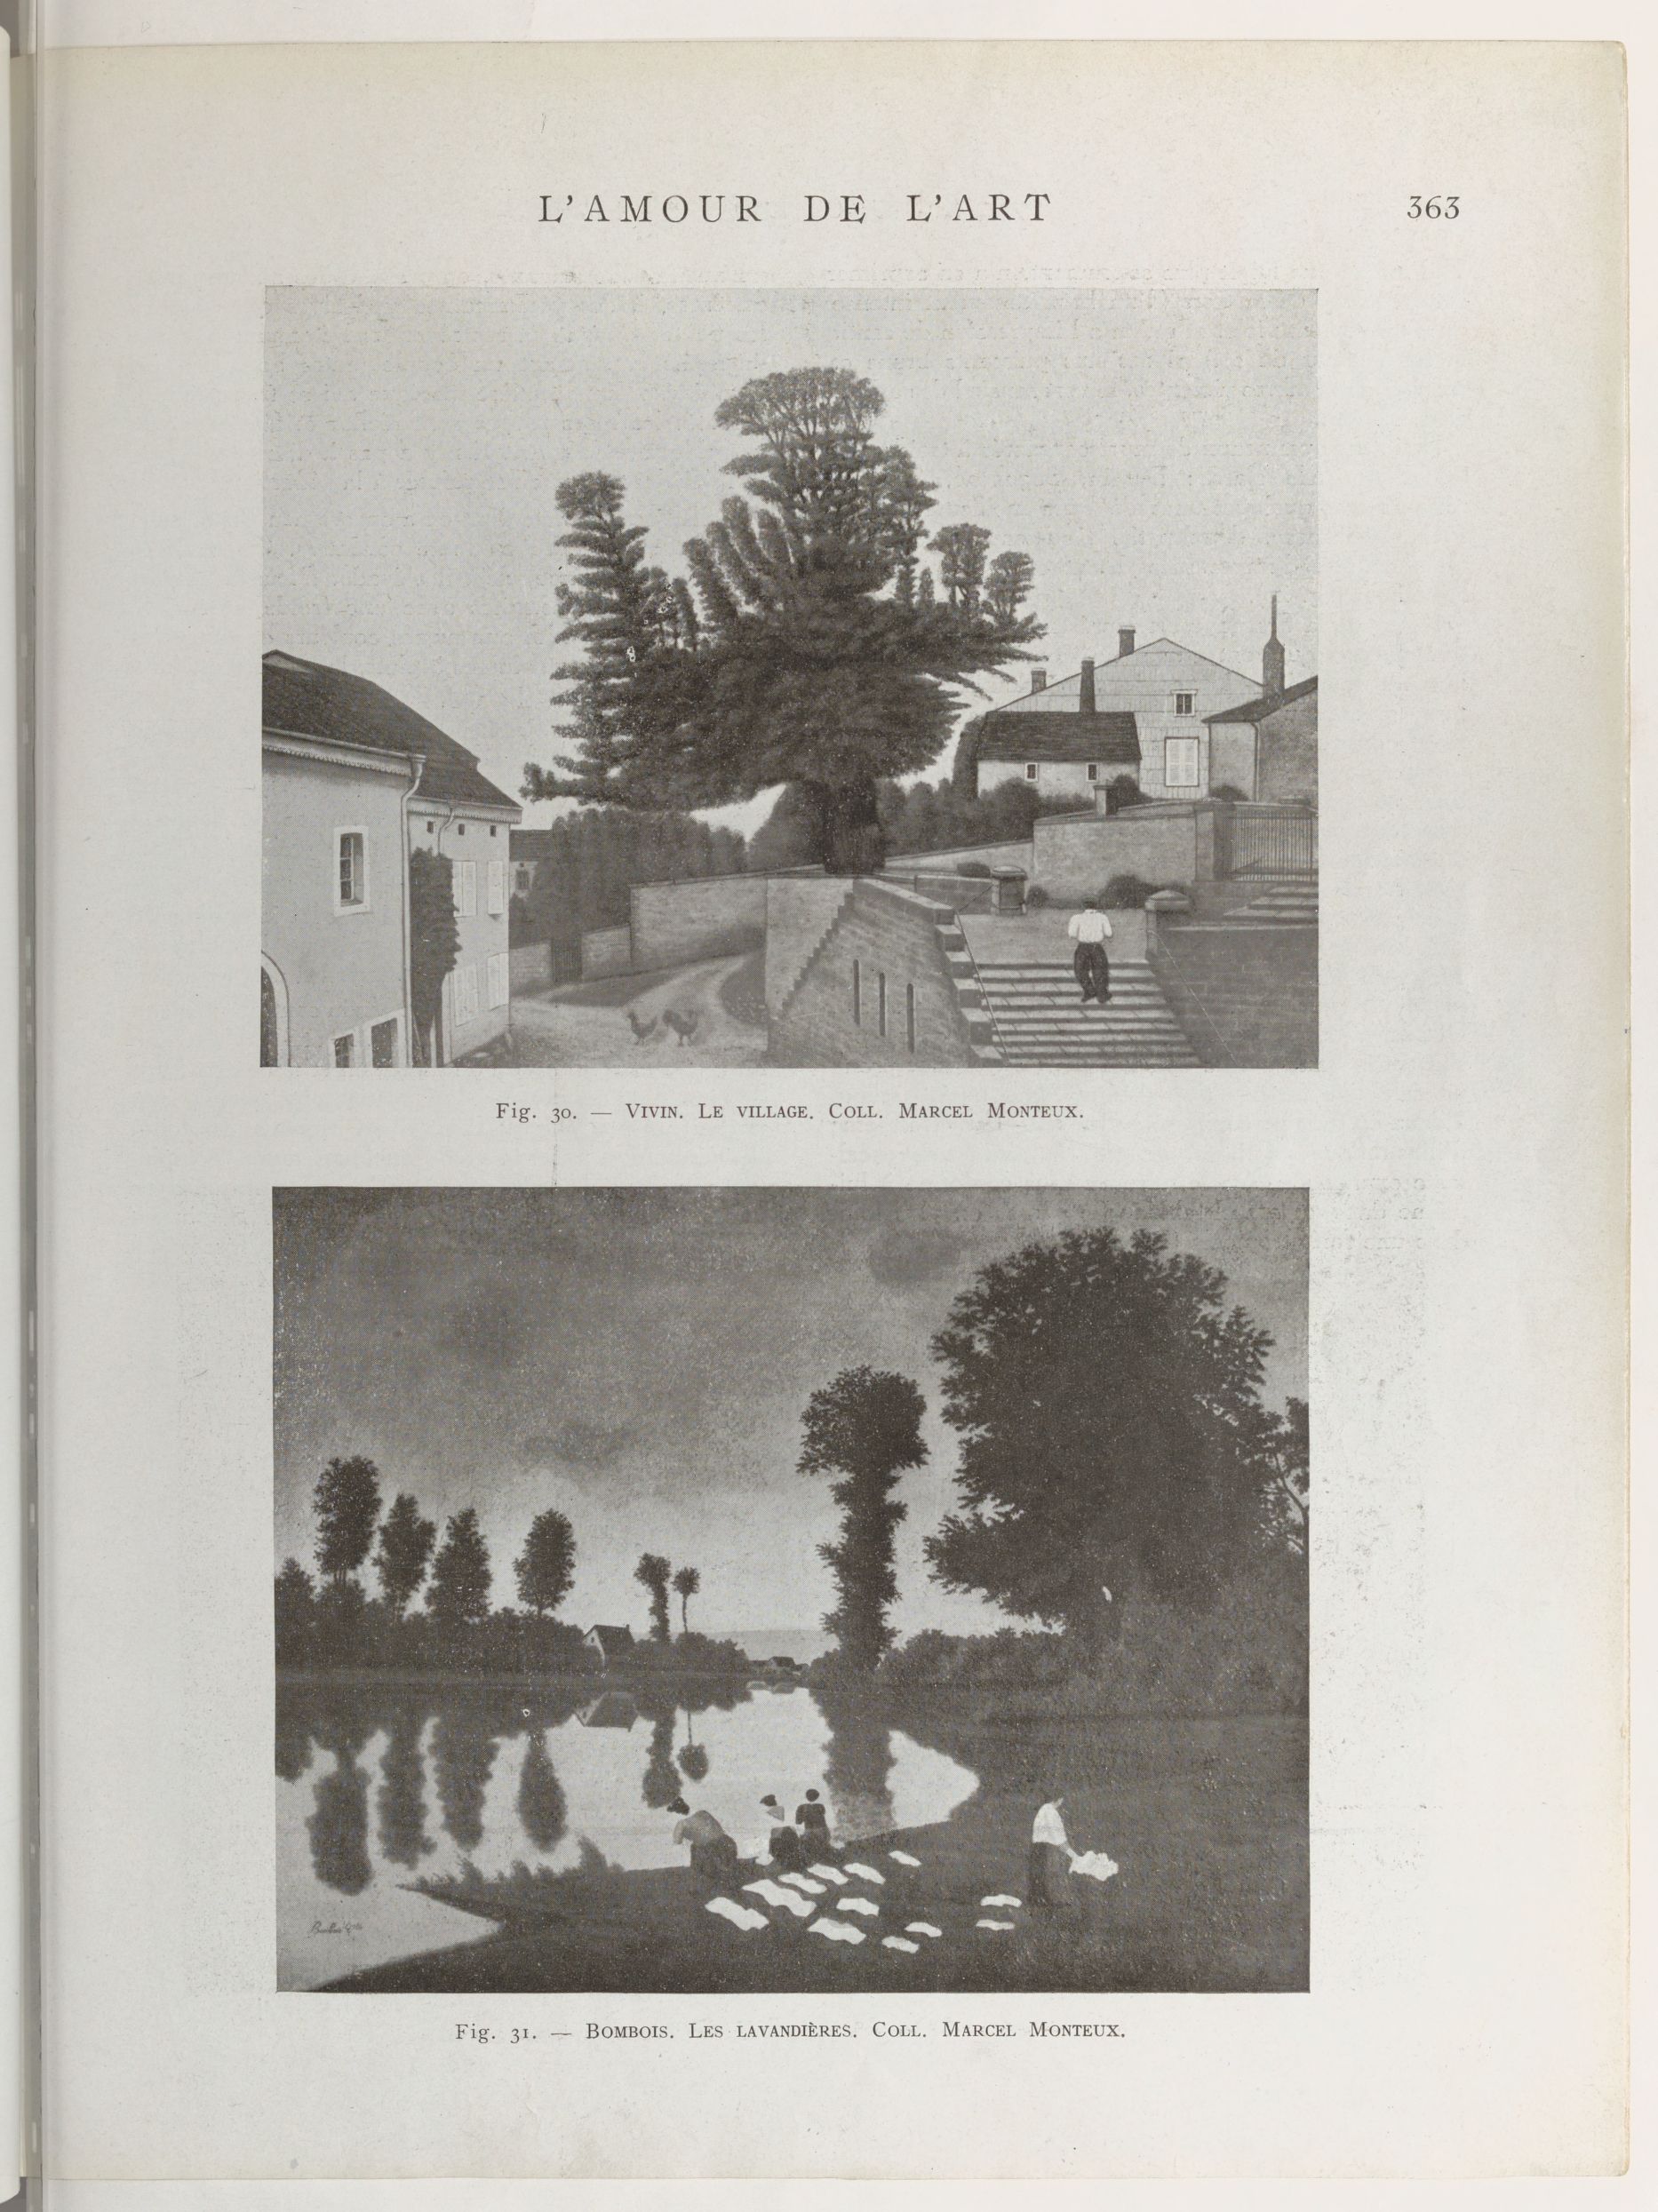 L'AMOUR DE L'ART
363
Fig. 30. — VIVIN. LE VILLAGE. COLL. MARCEL MONTEUX.
Fig. 31. — BOMBOIS. LES LAVANDIÈRES. COLL. MARCEL MONTEUX.